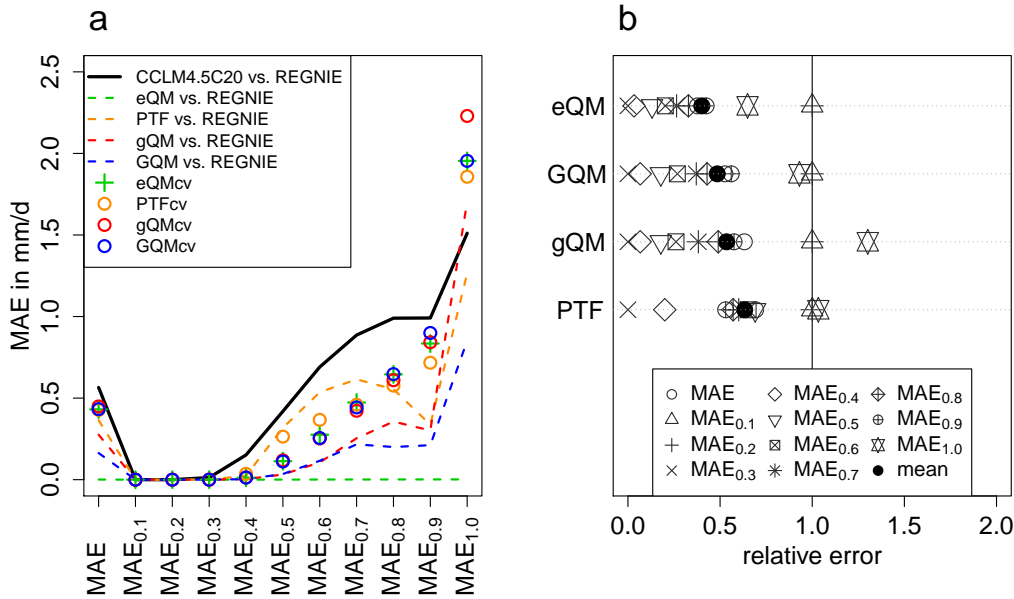 a
MAE in mm/d
2.5
2.0
1.5
1.0
0.5
0.0
CCLM4.5C20 vs. REGNIE
eQM vs. REGNIE
PTF vs. REGNIE
gQM vs. REGNIE
GQM vs. REGNIE
eQMcv
PTFcv
gQMcv
GQMcv
MAE
MAE0.1
MAE0.2
MAE0.3
MAE0.4
MAE0.5
MAE0.6
MAE0.7
MAE0.8
MAE0.9
MAE1.0
b
eQM
GQM
gQM
PTF
MAE
MAE0.1
MAE0.2
MAE0.3
MAE0.4
MAE0.5
MAE0.6
MAE0.7
MAE0.8
MAE0.9
MAE1.0
mean
0.0 0.5 1.0 1.5 2.0
relative error